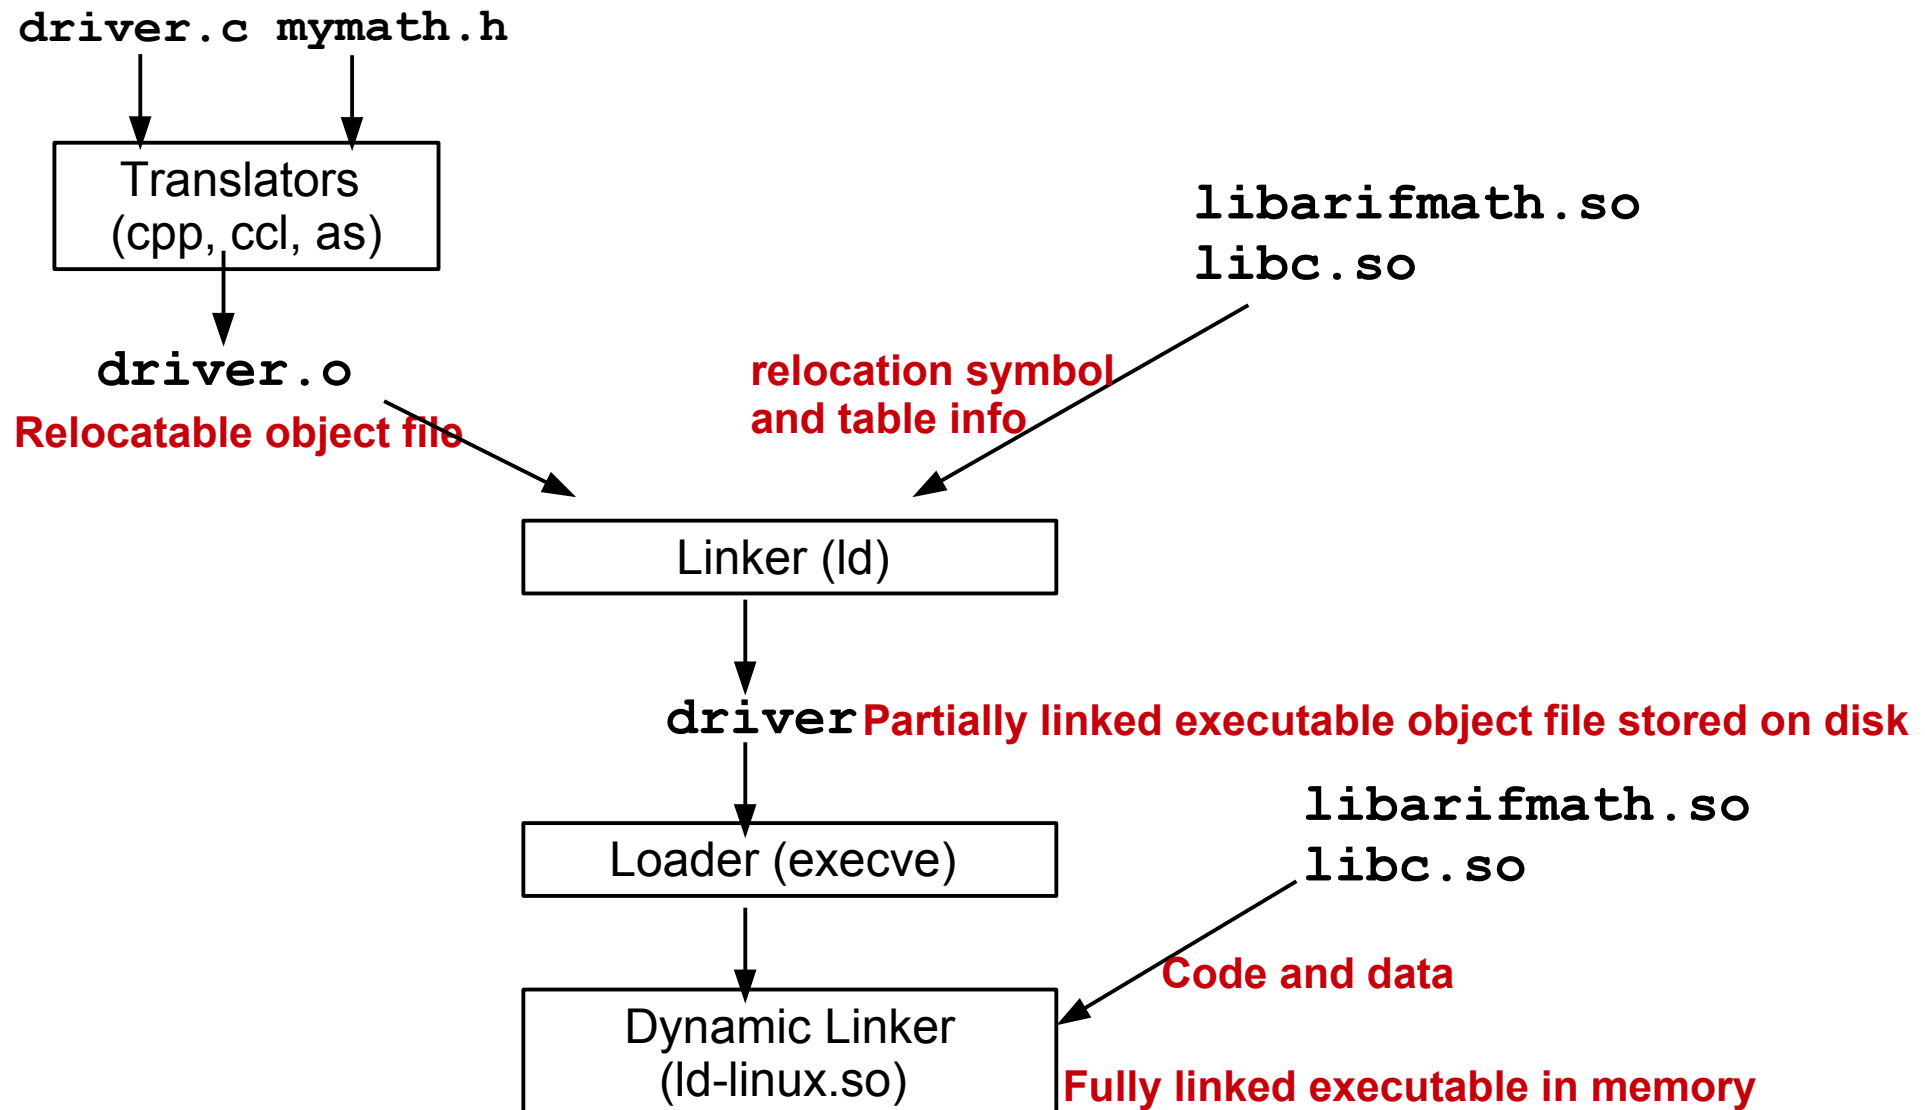 driver.c mymath.h
Translators
(cpp, ccl, as)
libarifmath.so
libc.so
driver.o
Relocatable object file
relocation symbol
and table info
Linker (ld)
driver Partially linked executable object file stored on disk
libarifmath.so
libc.so
Loader (execve)
Code and data
Dynamic Linker
(ld-linux.so)
Fully linked executable in memory